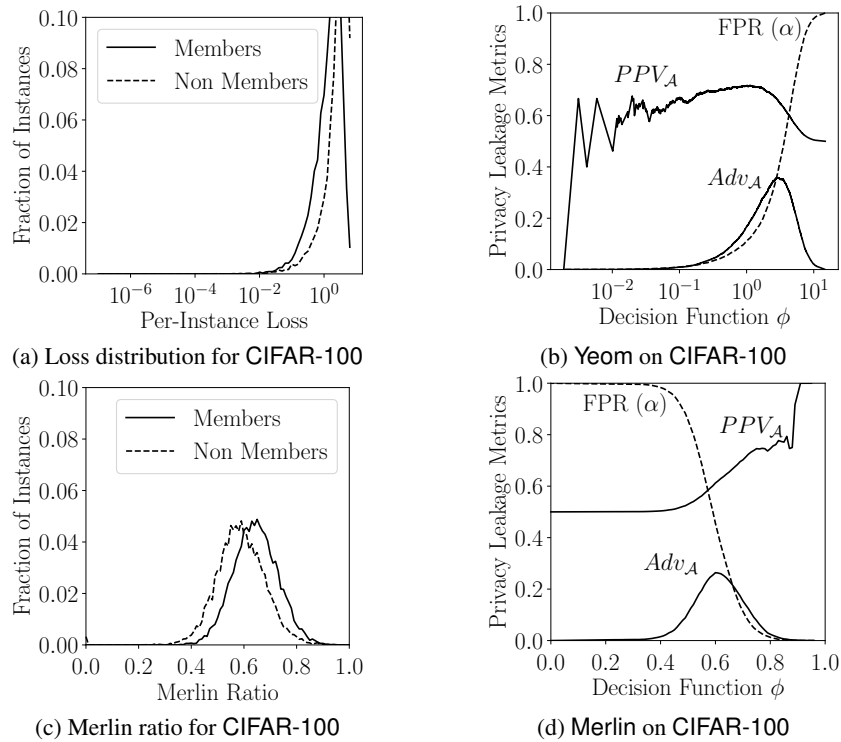 0.10
0.08
0.06
0.04
0.02
0.00
Fraction of Instances
Members
Non Members
10⁻⁶
10⁻⁴
10⁻²
10⁰
Per-Instance Loss
(a) Loss distribution for CIFAR-100
1.0
0.8
0.6
0.4
0.2
0.0
Privacy Leakage Metrics
FPR (α)
PPV_𝒜
Adv_𝒜
10⁻²
10⁻¹
10⁰
10¹
Decision Function ϕ
(b) Yeom on CIFAR-100
0.10
0.08
0.06
0.04
0.02
0.00
Fraction of Instances
Members
Non Members
0.0
0.2
0.4
0.6
0.8
1.0
Merlin Ratio
(c) Merlin ratio for CIFAR-100
1.0
0.8
0.6
0.4
0.2
0.0
Privacy Leakage Metrics
FPR (α)
PPV_𝒜
Adv_𝒜
0.0
0.2
0.4
0.6
0.8
1.0
Decision Function ϕ
(d) Merlin on CIFAR-100